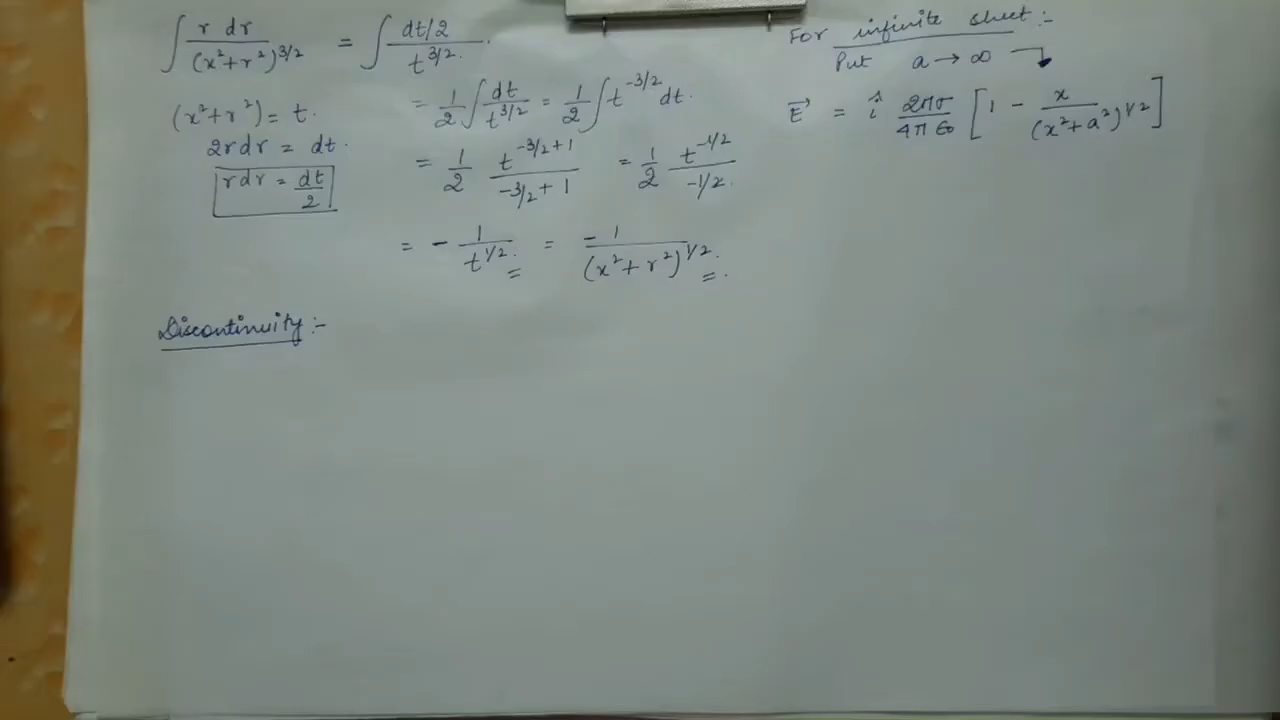 ∫ r dr / (x²+r²)^3/2 = ∫ dt/2 / t^3/2.
(x²+r²) = t.
2rdr = dt.
rdr = dt/2
= 1/2 ∫ dt / t^3/2 = 1/2 ∫ t^-3/2 dt.
= 1/2 t^-3/2+1 / -3/2+1 = 1/2 t^-1/2 / -1/2.
= - 1 / t^1/2. = -1 / (x²+r²)^1/2.
Discontinuity :-
For infinite sheet :-
Put a → ∞
E⃗ = î 2πσ / 4π ε₀ [1 - x / (x²+a²)^1/2]